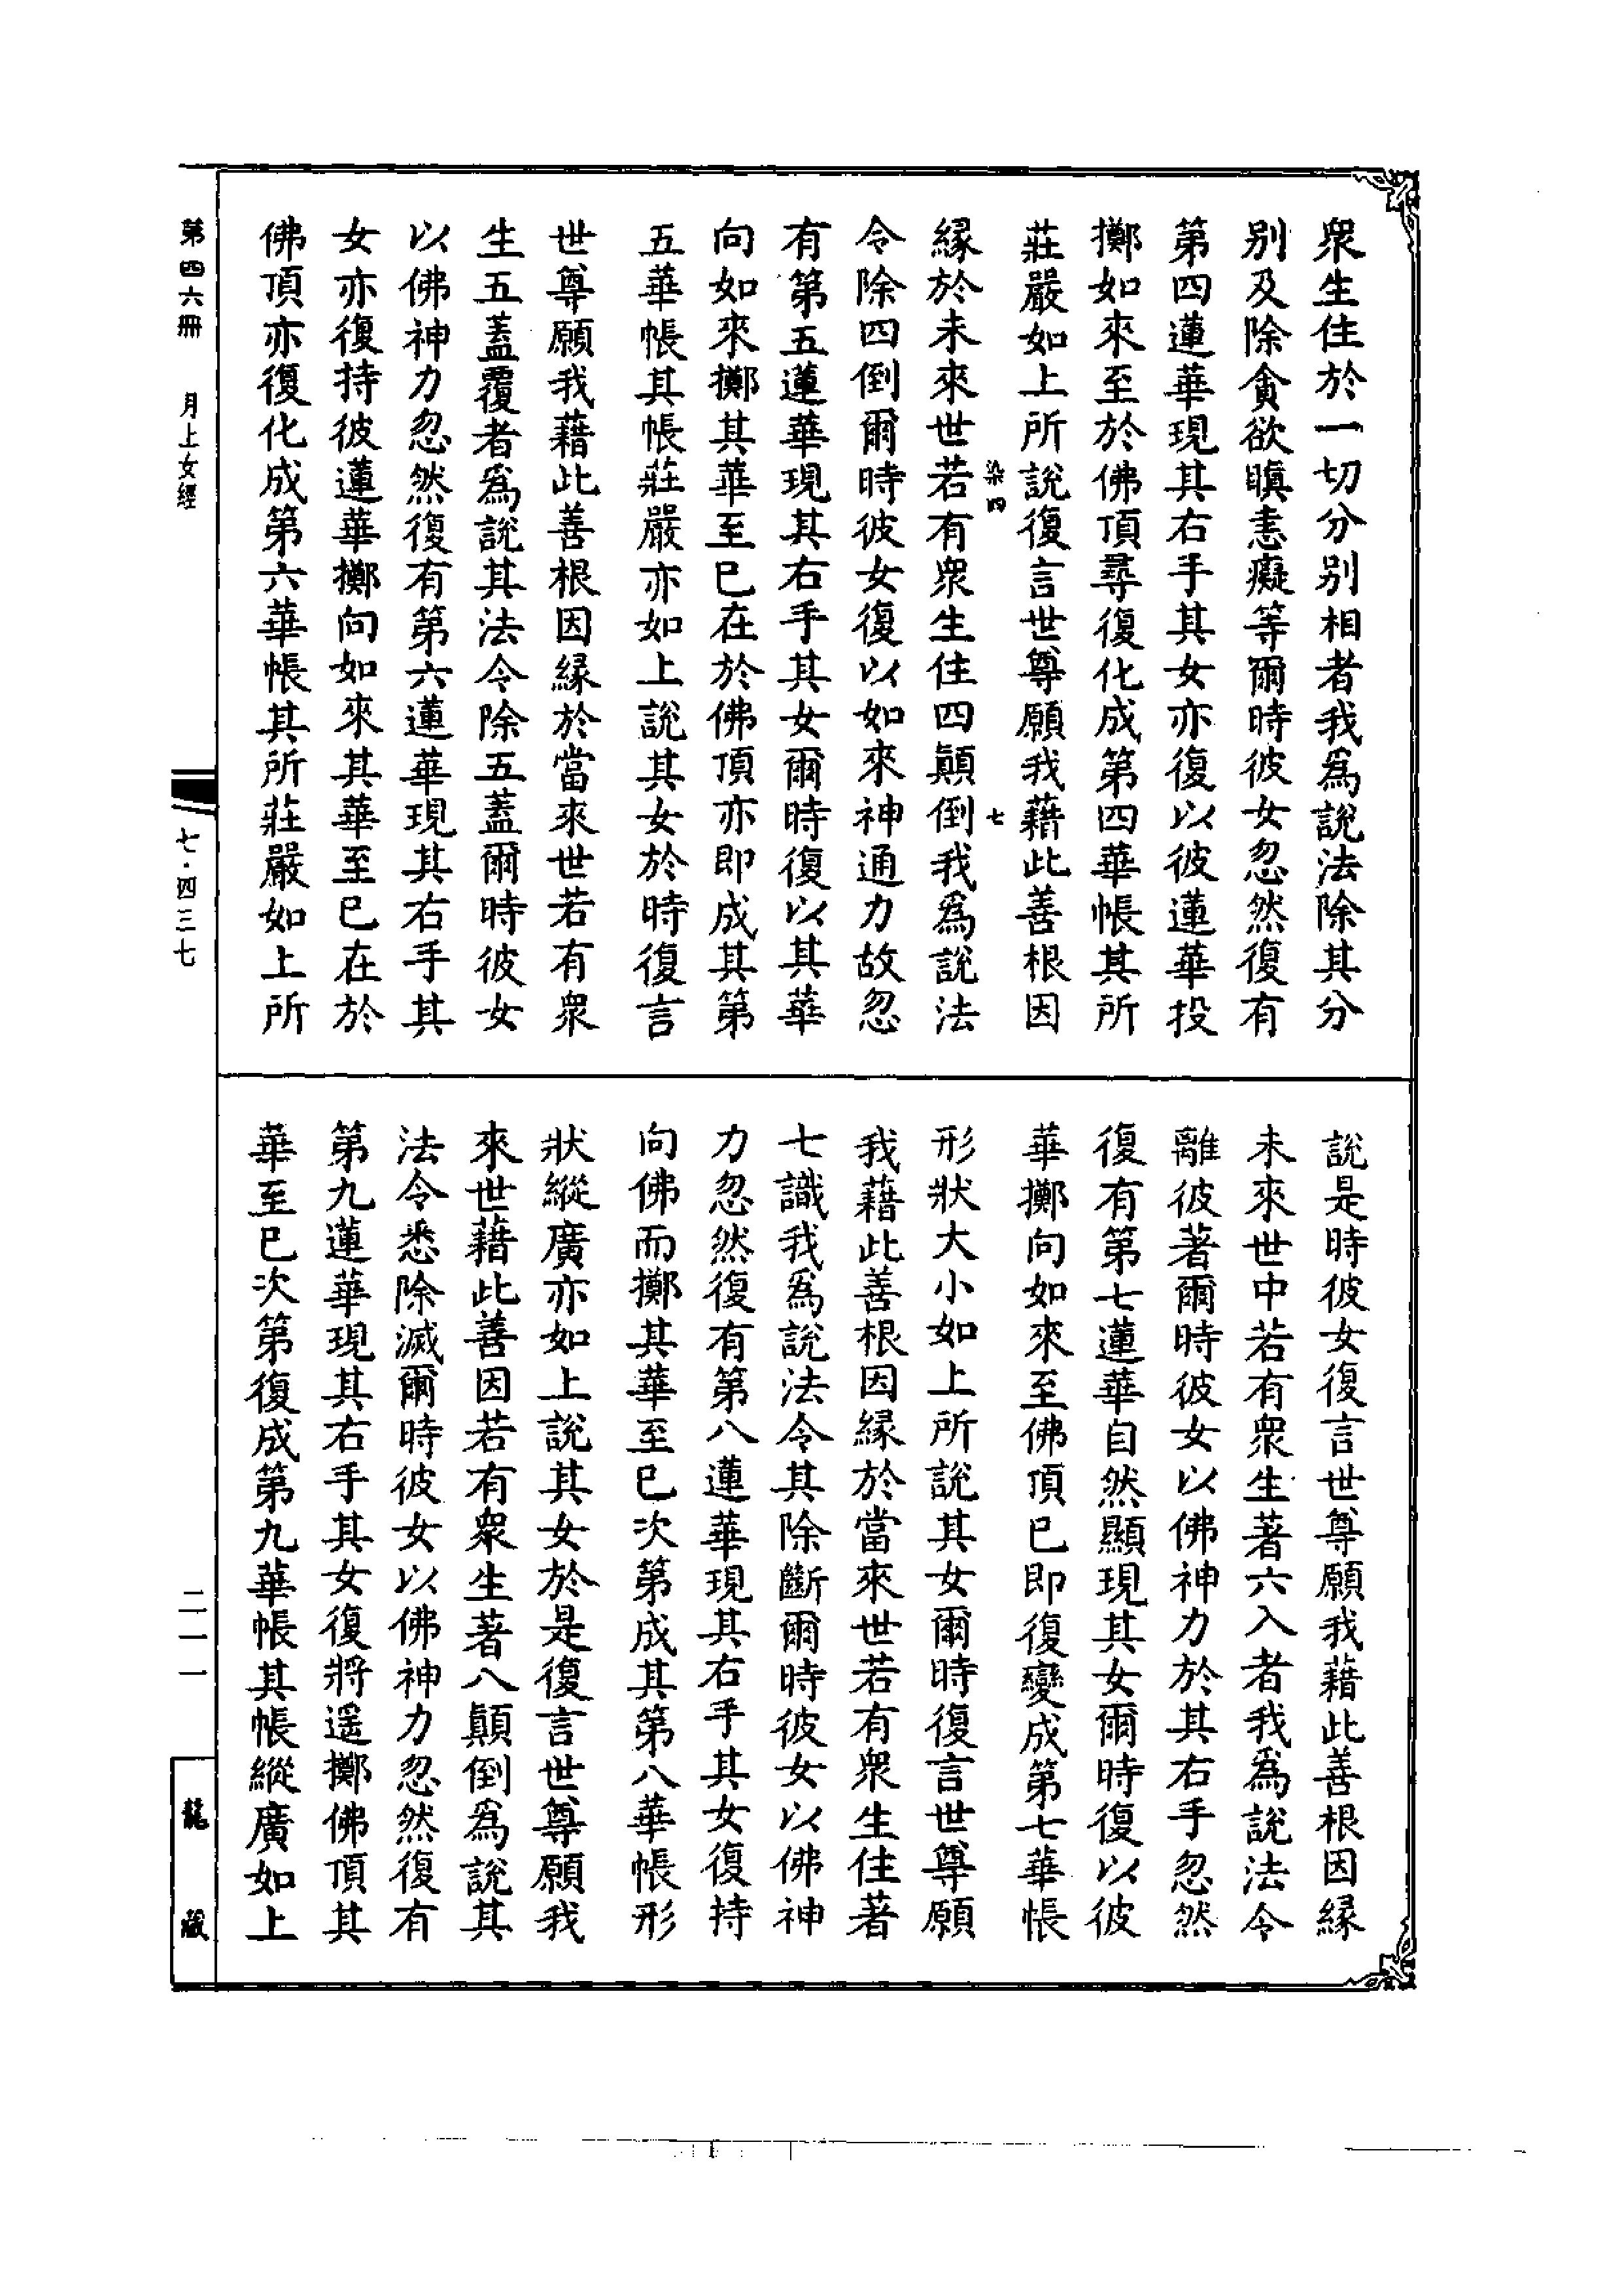 衆生住於一切分别相者我爲說法除其分
别及除貪欲瞋恚癡等爾時彼女忽然復有
第四蓮華現其右手其女亦復以彼蓮華投
擲如來至於佛頂尋復化成第四華帳其所
莊嚴如上所說復言世尊願我藉此善根因
染四 七
緣於未來世若有衆生住四顛倒我爲說法
令除四倒爾時彼女復以如來神通力故忽
有第五蓮華現其右手其女爾時復以其華
向如來擲其華至已在於佛頂亦即成其第
五華帳其帳莊嚴亦如上說其女於時復言
世尊願我藉此善根因緣於當來世若有衆
生五蓋覆者爲說其法令除五蓋爾時彼女
以佛神力忽然復有第六蓮華現其右手其
女亦復持彼蓮華擲向如來其華至已在於
佛頂亦復化成第六華帳其所莊嚴如上所
說是時彼女復言世尊願我藉此善根因緣
未來世中若有衆生著六入者我爲說法令
離彼著爾時彼女以佛神力於其右手忽然
復有第七蓮華自然顯現其女爾時復以彼
華擲向如來至佛頂已即復變成第七華帳
形狀大小如上所說其女爾時復言世尊願
我藉此善根因緣於當來世若有衆生住著
七識我爲說法令其除斷爾時彼女以佛神
力忽然復有第八蓮華現其右手其女復持
向佛而擲其華至已次第成其第八華帳形
狀縱廣亦如上說其女於是復言世尊願我
來世藉此善因若有衆生著八顛倒爲說其
法令悉除滅爾時彼女以佛神力忽然復有
第九蓮華現其右手其女復將遥擲佛頂其
華至已次第復成第九華帳其帳縱廣如上
第四六冊 月上女經
七·四三七
二一一
龍藏